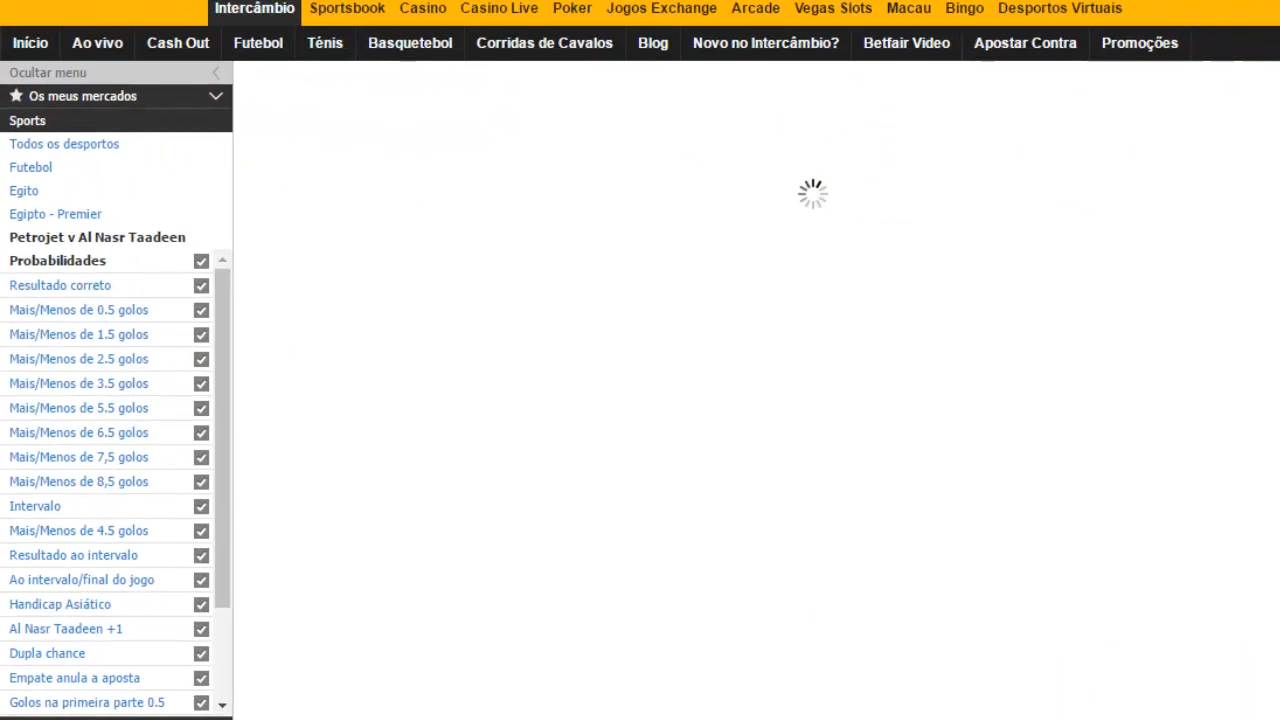 Intercâmbio Sportsbook Casino Casino Live Poker Jogos Exchange Arcade Vegas Slots Macau Bingo Desportos Virtuais
Início Ao vivo Cash Out Futebol Ténis Basquetebol Corridas de Cavalos Blog Novo no Intercâmbio? Betfair Video Apostar Contra Promoções
Ocultar menu
Os meus mercados
Sports
Todos os desportos
Futebol
Egito
Egipto - Premier
Petrojet v Al Nasr Taadeen
Probabilidades
Resultado correto
Mais/Menos de 0.5 golos
Mais/Menos de 1.5 golos
Mais/Menos de 2.5 golos
Mais/Menos de 3.5 golos
Mais/Menos de 5.5 golos
Mais/Menos de 6.5 golos
Mais/Menos de 7,5 golos
Mais/Menos de 8,5 golos
Intervalo
Mais/Menos de 4.5 golos
Resultado ao intervalo
Ao intervalo/final do jogo
Handicap Asiático
Al Nasr Taadeen +1
Dupla chance
Empate anula a aposta
Golos na primeira parte 0.5